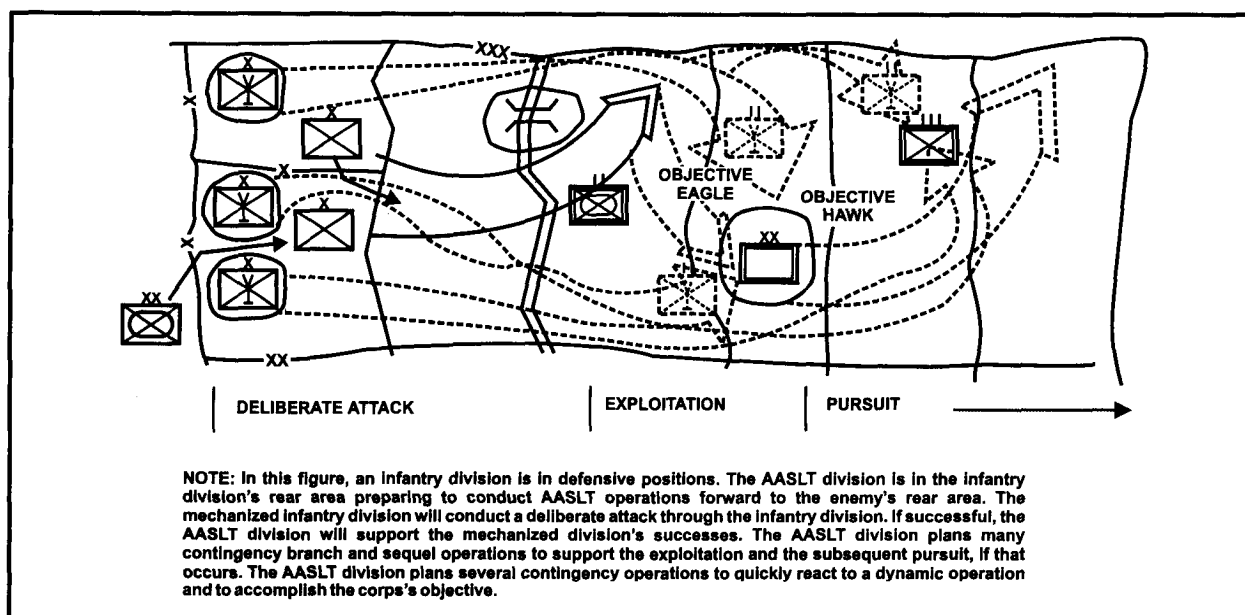 XXX
X
X
X
X
X
X
X
XX
XX
II
II
III
II
XX
OBJECTIVE
EAGLE
OBJECTIVE
HAWK
DELIBERATE ATTACK
EXPLOITATION
PURSUIT
NOTE: In this figure, an infantry division is in defensive positions. The AASLT division is in the infantry
division's rear area preparing to conduct AASLT operations forward to the enemy's rear area. The
mechanized infantry division will conduct a deliberate attack through the infantry division. If successful, the
AASLT division will support the mechanized division's successes. The AASLT division plans many
contingency branch and sequel operations to support the exploitation and the subsequent pursuit, if that
occurs. The AASLT division plans several contingency operations to quickly react to a dynamic operation
and to accomplish the corps's objective.